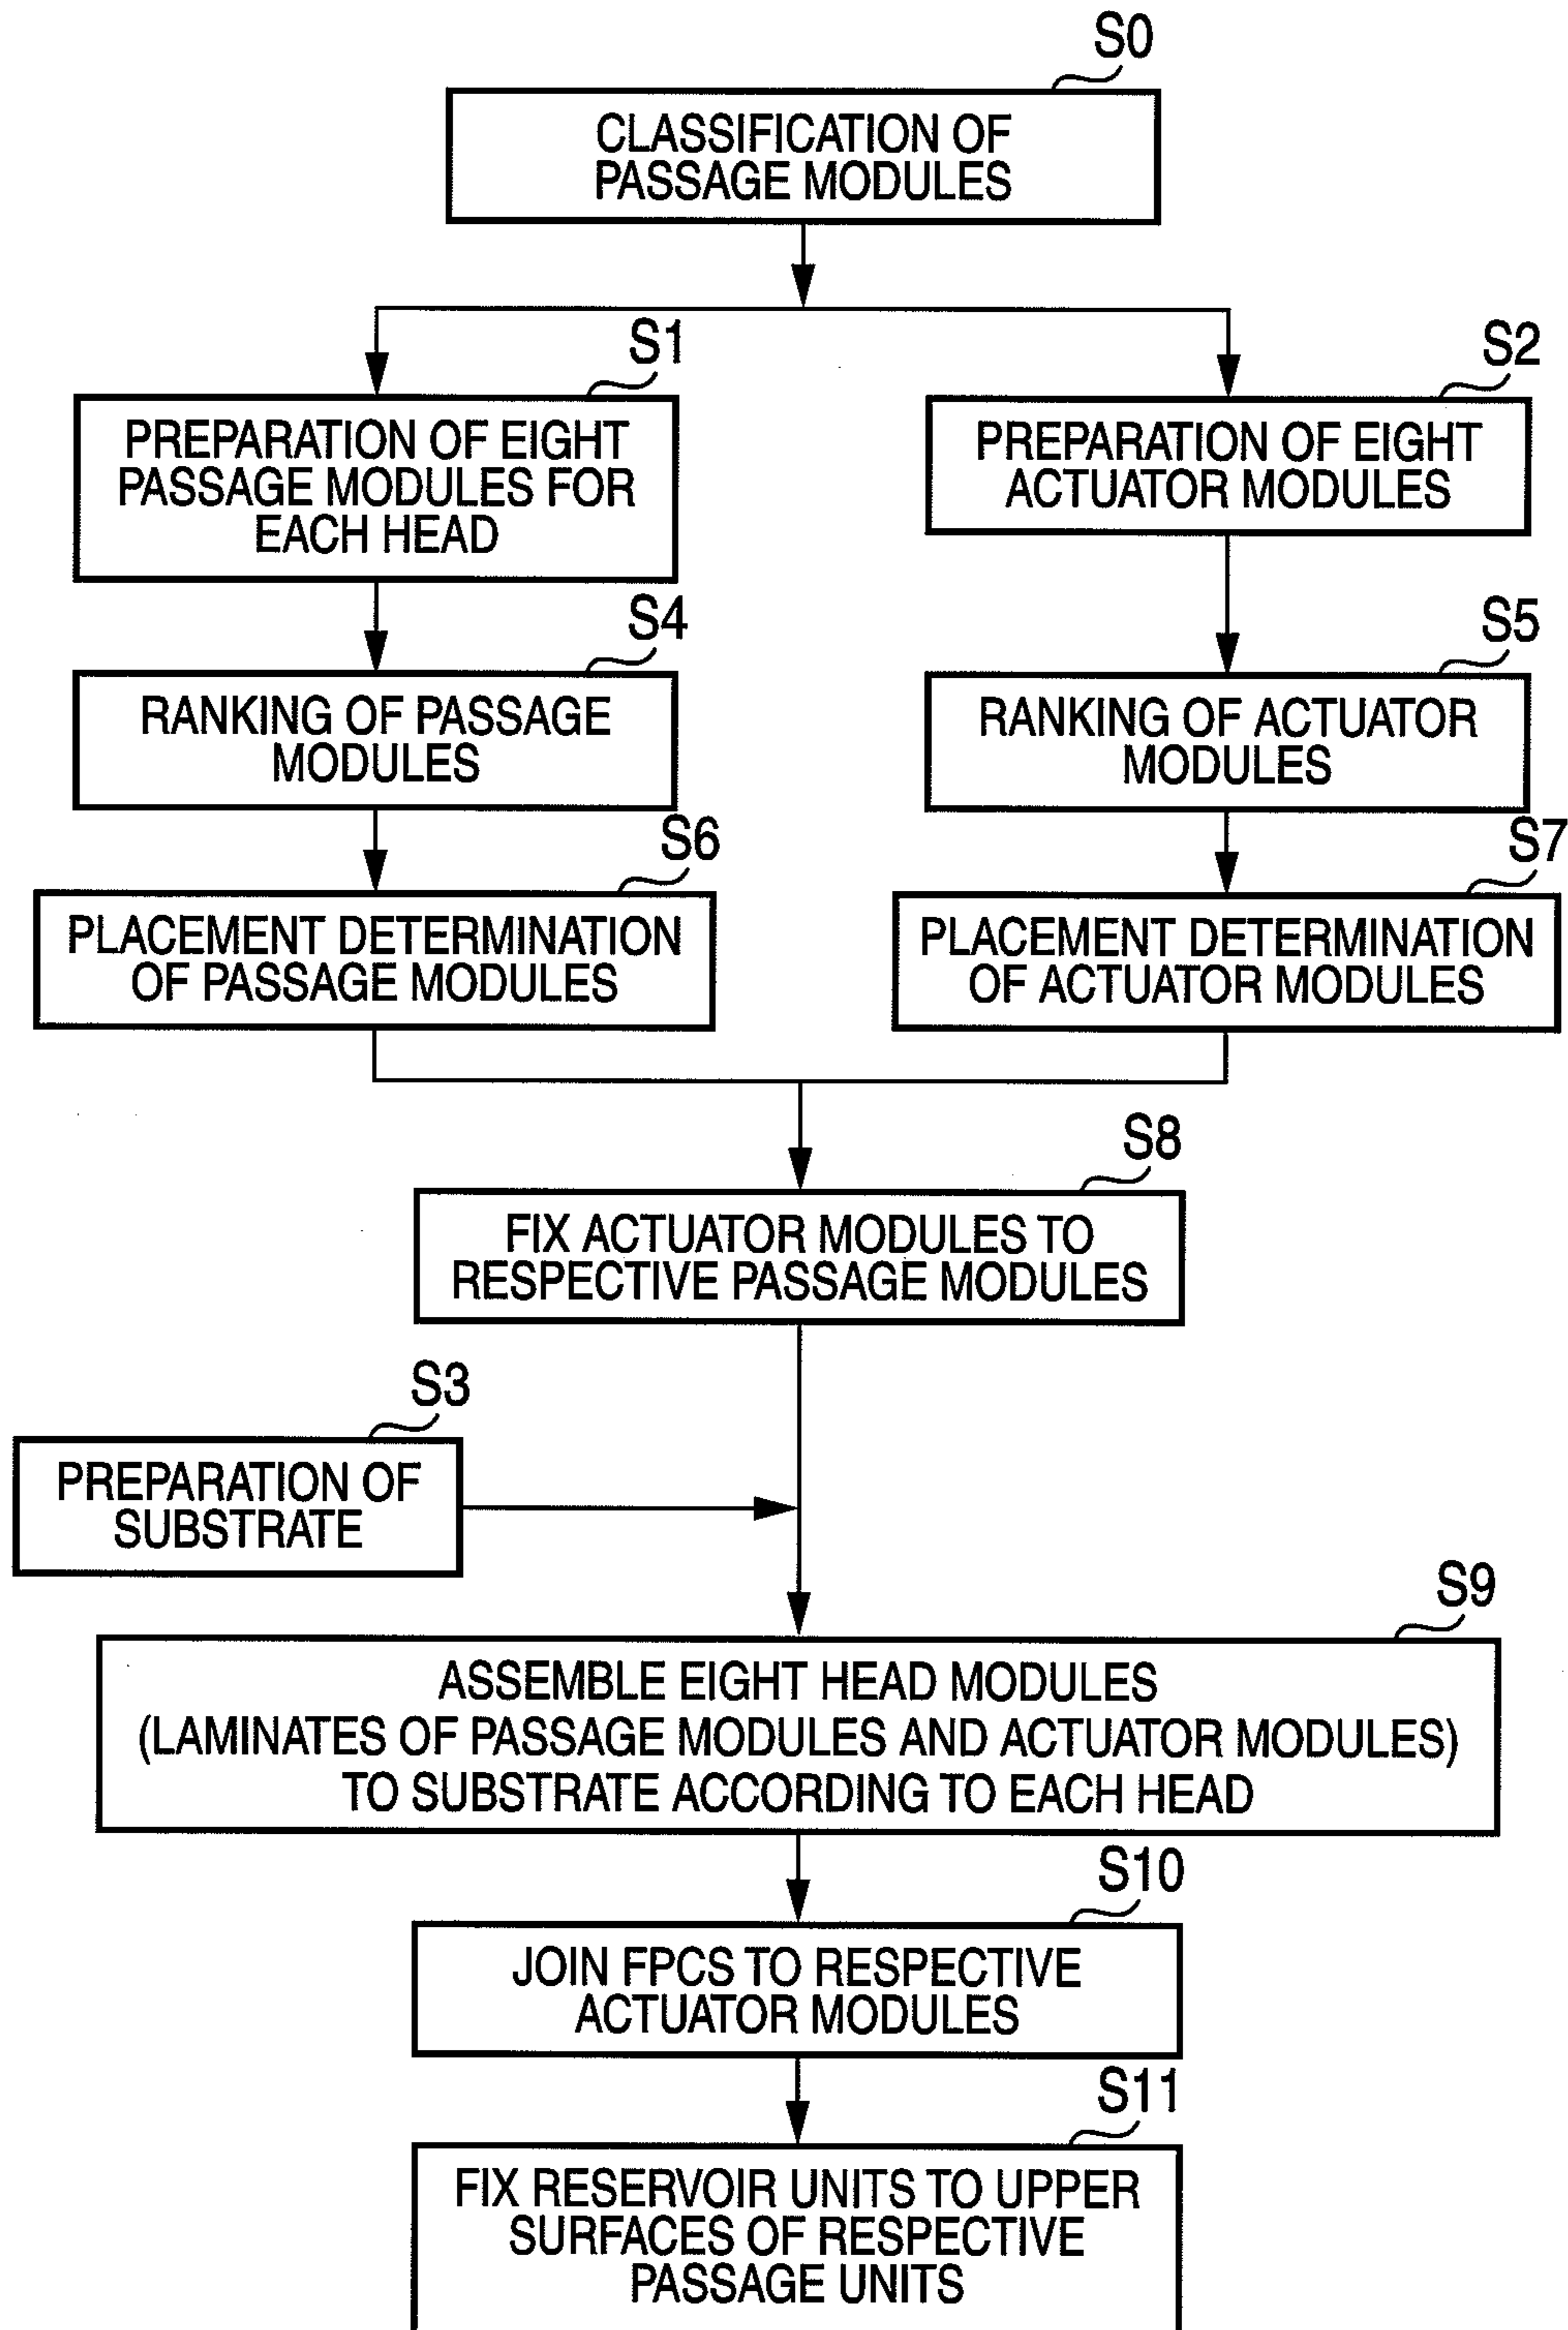 S0
CLASSIFICATION OF
PASSAGE MODULES
S1
PREPARATION OF EIGHT
PASSAGE MODULES FOR
EACH HEAD
S2
PREPARATION OF EIGHT
ACTUATOR MODULES
S4
RANKING OF PASSAGE
MODULES
S5
RANKING OF ACTUATOR
MODULES
S6
PLACEMENT DETERMINATION
OF PASSAGE MODULES
S7
PLACEMENT DETERMINATION
OF ACTUATOR MODULES
S8
FIX ACTUATOR MODULES TO
RESPECTIVE PASSAGE MODULES
S3
PREPARATION OF
SUBSTRATE
S9
ASSEMBLE EIGHT HEAD MODULES
(LAMINATES OF PASSAGE MODULES AND ACTUATOR MODULES)
TO SUBSTRATE ACCORDING TO EACH HEAD
S10
JOIN FPCS TO RESPECTIVE
ACTUATOR MODULES
S11
FIX RESERVOIR UNITS TO UPPER
SURFACES OF RESPECTIVE
PASSAGE UNITS